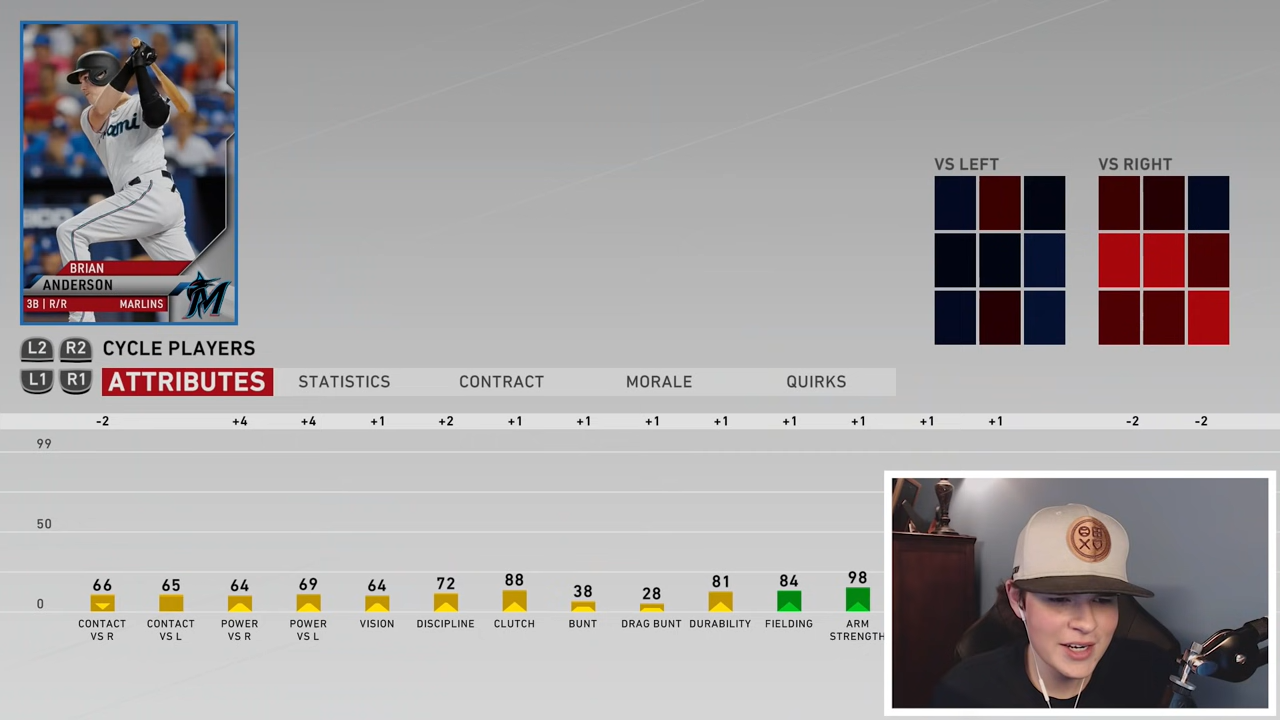 ami
BRIAN
ANDERSON
3B | R/R MARLINS
M
VS LEFT
VS RIGHT
L2 R2 CYCLE PLAYERS
L1 R1 ATTRIBUTES STATISTICS CONTRACT MORALE QUIRKS
-2 +4 +4 +1 +2 +1 +1 +1 +1 +1 +1 +1 +1 -2 -2
99
50
0
66 65 64 69 64 72 88 38 28 81 84 98
CONTACT VS R
CONTACT VS L
POWER VS R
POWER VS L
VISION
DISCIPLINE
CLUTCH
BUNT
DRAG BUNT
DURABILITY
FIELDING
ARM STRENGTH